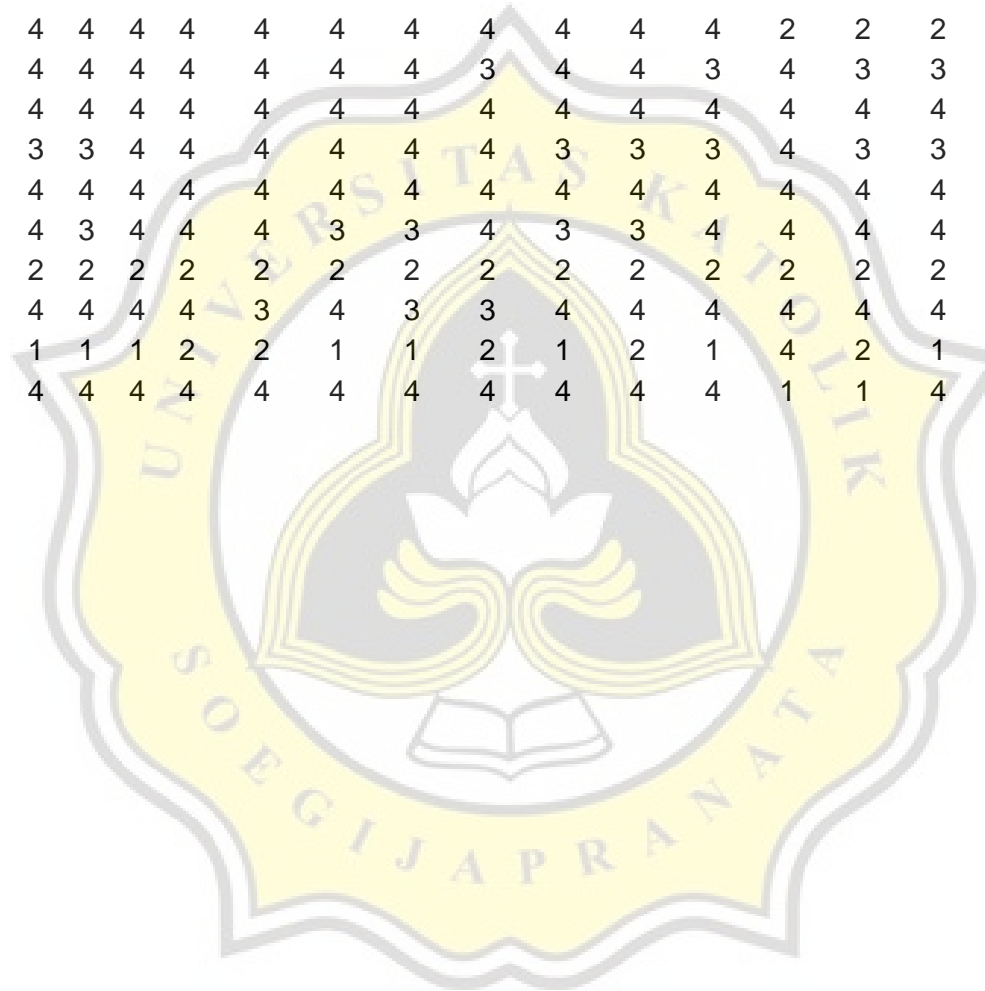 4 4 4 4 4 4 4 4 4 4 4 2 2 2
4 4 4 4 4 4 4 3 4 4 3 4 3 3
4 4 4 4 4 4 4 4 4 4 4 4 4 4
3 3 4 4 4 4 4 4 3 3 3 4 3 3
4 4 4 4 4 4 4 4 4 4 4 4 4 4
4 3 4 4 4 3 3 4 3 3 4 4 4 4
2 2 2 2 2 2 2 2 2 2 2 2 2 2
4 4 4 4 3 4 3 3 4 4 4 4 4 4
1 1 1 2 2 1 1 2 1 2 1 4 2 1
4 4 4 4 4 4 4 4 4 4 4 1 1 4
UNIVERSITAS KATOLIK
SOEGIJAPRANATA